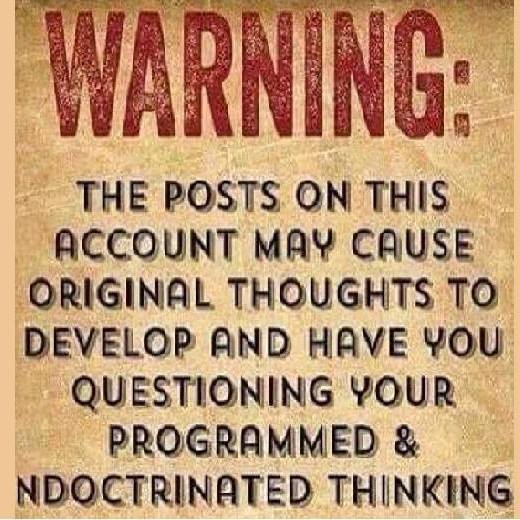 WARNING:
THE POSTS ON THIS
ACCOUNT MAY CAUSE
ORIGINAL THOUGHTS TO
DEVELOP AND HAVE YOU
QUESTIONING YOUR
PROGRAMMED &
NDOCTRINATED THINKING